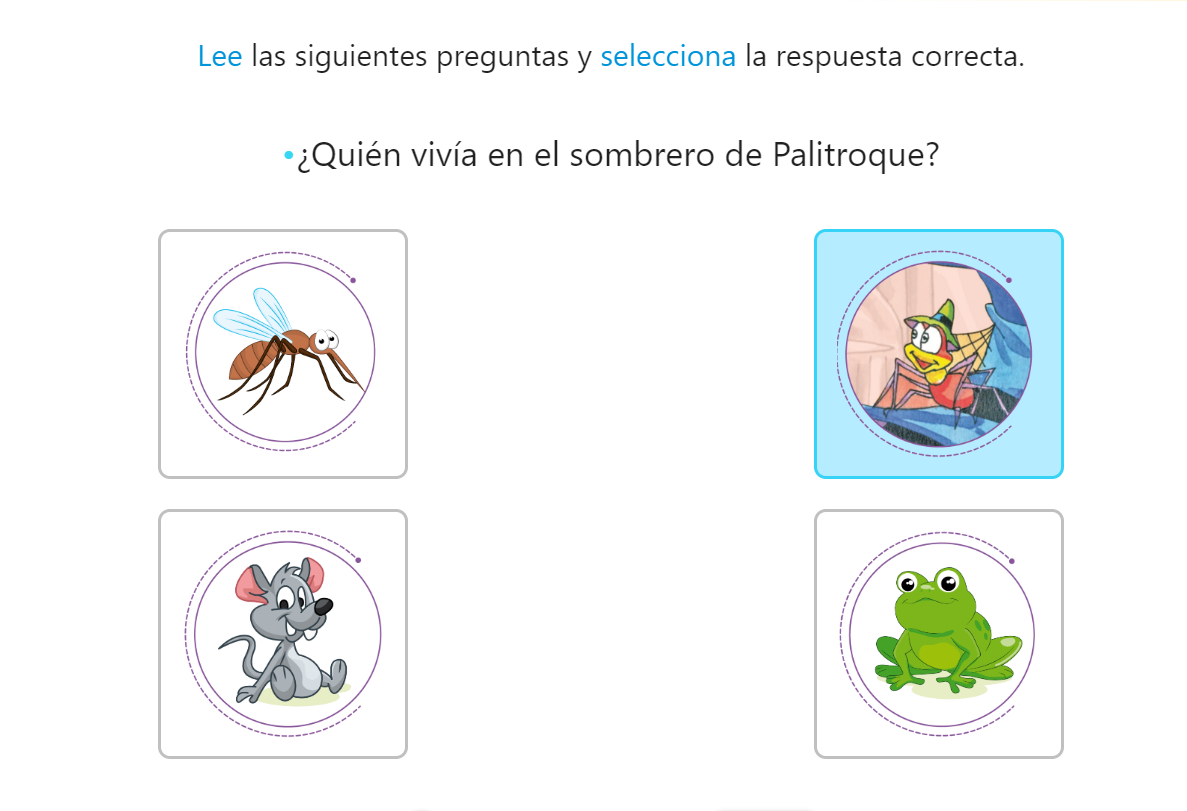 Lee las siguientes preguntas y selecciona la respuesta correcta.
•¿Quién vivía en el sombrero de Palitroque?